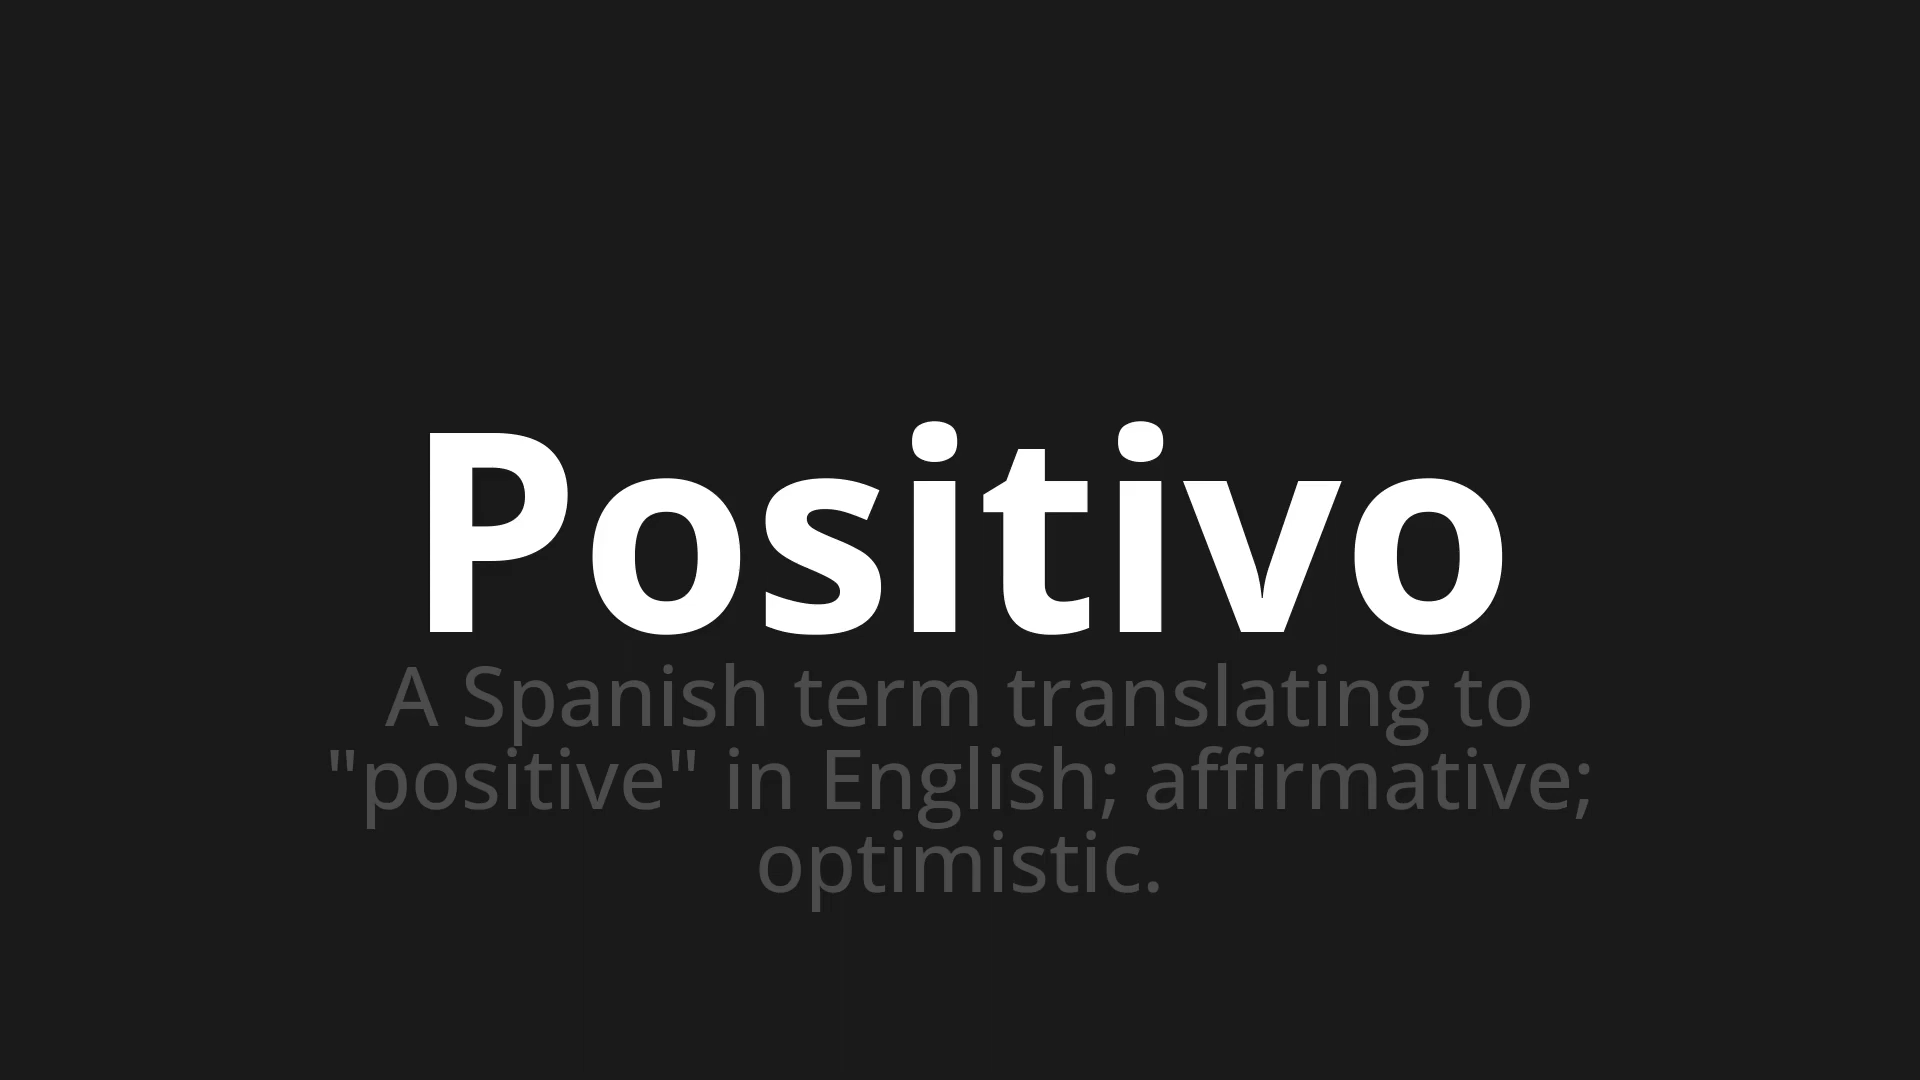 Positivo
A Spanish term translating to
"positive" in English; affirmative;
optimistic.